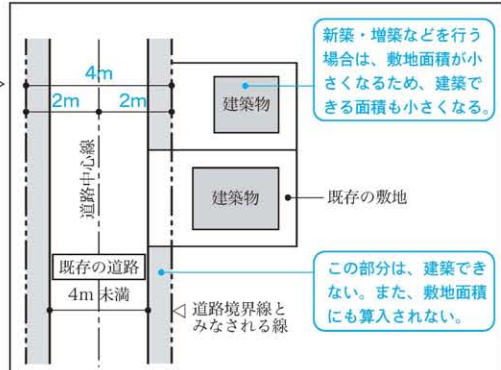 新築・増築などを行う
場合は、敷地面積が小
さくなるため、建築で
きる面積も小さくなる。
4m
2m
2m
建築物
道路中心線
建築物
既存の敷地
既存の道路
4m 未満
道路境界線と
みなされる線
この部分は、建築でき
ない。また、敷地面積
にも算入されない。